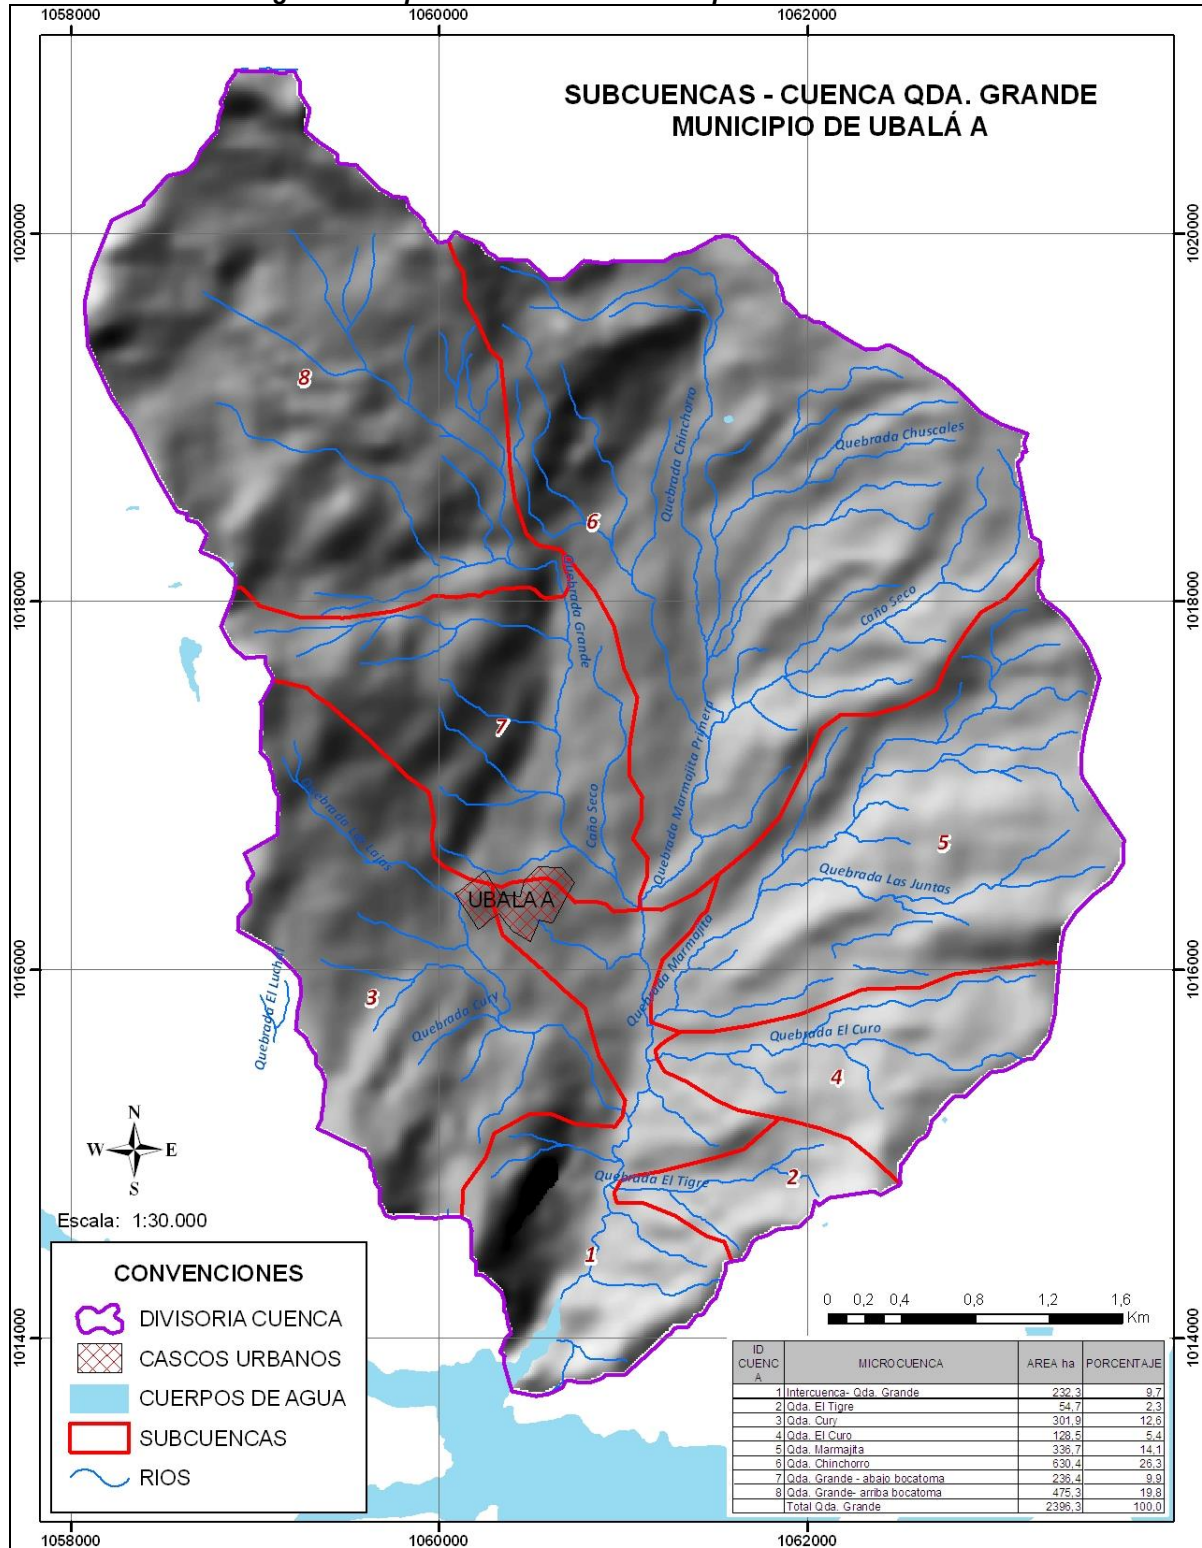 1058000
1060000
1062000
SUBCUENCAS - CUENCA QDA. GRANDE
MUNICIPIO DE UBALÁ A
1020000
1020000
8
Quebrada Chinchorro
Quebrada Chuscales
6
Quebrada Grande
Caño Seco
1018000
1018000
7
Quebrada Marmajita Primera
Quebrada Las Lajas
Caño Seco
5
Quebrada Las Juntas
UBALA A
Quebrada Marmajita
1016000
1016000
3
Quebrada El Luchal
Quebrada Cury
Quebrada El Curo
4
N
W E
S
Quebrada El Tigre
2
Escala: 1:30.000
1
CONVENCIONES
DIVISORIA CUENCA
CASCOS URBANOS
CUERPOS DE AGUA
SUBCUENCAS
RIOS
0 0,2 0,4 0,8 1,2 1,6
Km
1014000
1014000
ID CUENCA MICROCUENCA AREA ha PORCENTAJE
1 Intercuenca- Qda. Grande 232,3 9,7
2 Qda. El Tigre 54,7 2,3
3 Qda. Cury 301,9 12,6
4 Qda. El Curo 128,5 5,4
5 Qda. Marmajita 336,7 14,1
6 Qda. Chinchorro 630,4 26,3
7 Qda. Grande - abajo bocatoma 236,4 9,9
8 Qda. Grande- arriba bocatoma 475,3 19,8
Total Qda. Grande 2396,3 100,0
1058000
1060000
1062000